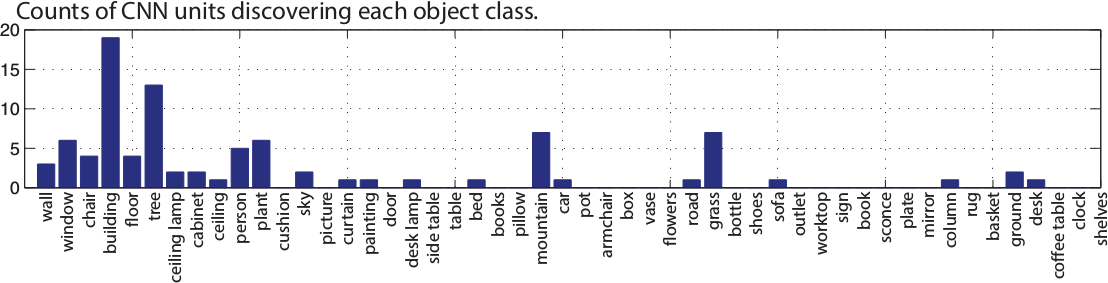 Counts of CNN units discovering each object class.
20
15
10
5
0
wall
window
chair
building
floor
tree
ceiling lamp
cabinet
ceiling
person
plant
cushion
sky
picture
curtain
painting
door
desk lamp
side table
table
bed
books
pillow
mountain
car
pot
armchair
box
vase
flowers
road
grass
bottle
shoes
sofa
outlet
worktop
sign
book
sconce
plate
mirror
column
rug
basket
ground
desk
coffee table
clock
shelves